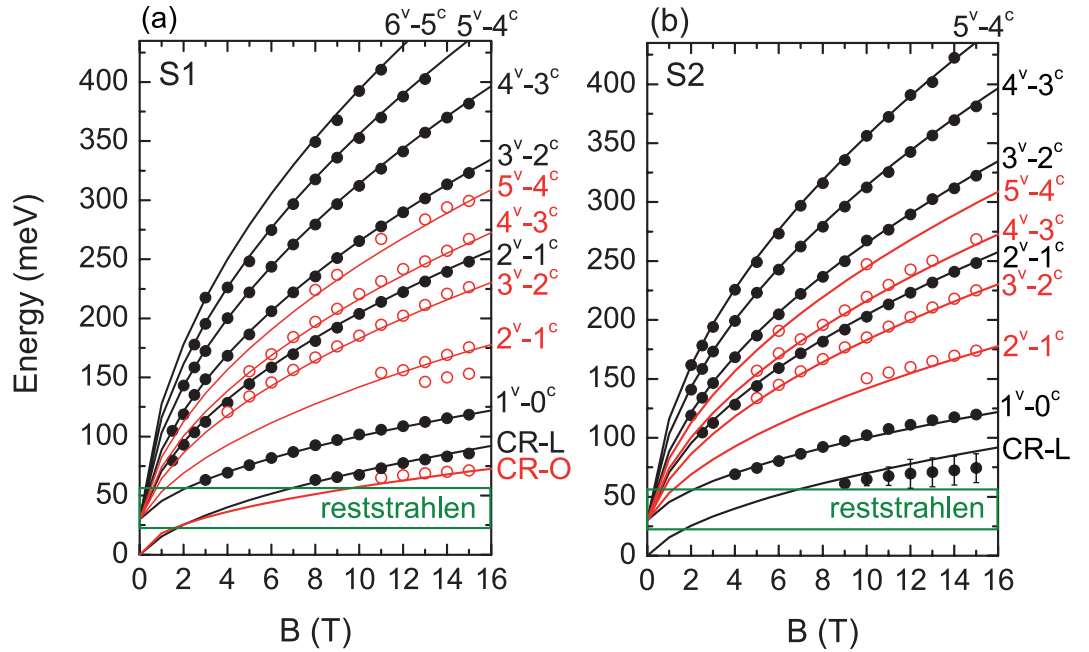 (a)
6ᵛ-5ᶜ 5ᵛ-4ᶜ
S1
4ᵛ-3ᶜ
3ᵛ-2ᶜ
5ᵛ-4ᶜ
4ᵛ-3ᶜ
2ᵛ-1ᶜ
3ᵛ-2ᶜ
2ᵛ-1ᶜ
1ᵛ-0ᶜ
CR-L
CR-O
reststrahlen
Energy (meV)
400
350
300
250
200
150
100
50
0
0 2 4 6 8 10 12 14 16
B (T)
(b)
5ᵛ-4ᶜ
S2
4ᵛ-3ᶜ
3ᵛ-2ᶜ
5ᵛ-4ᶜ
4ᵛ-3ᶜ
2ᵛ-1ᶜ
3ᵛ-2ᶜ
2ᵛ-1ᶜ
1ᵛ-0ᶜ
CR-L
reststrahlen
400
350
300
250
200
150
100
50
0
0 2 4 6 8 10 12 14 16
B (T)